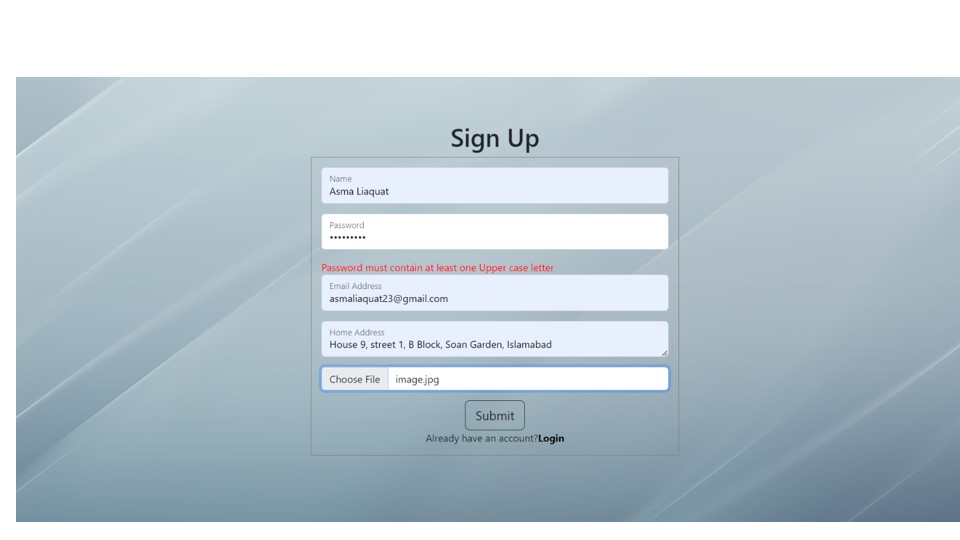 Sign Up
Name
Asma Liaquat
Password
•••••••••
Password must contain at least one Upper case letter
Email Address
asmaliaquat23@gmail.com
Home Address
House 9, street 1, B Block, Soan Garden, Islamabad
Choose File image.jpg
Submit
Already have an account?Login